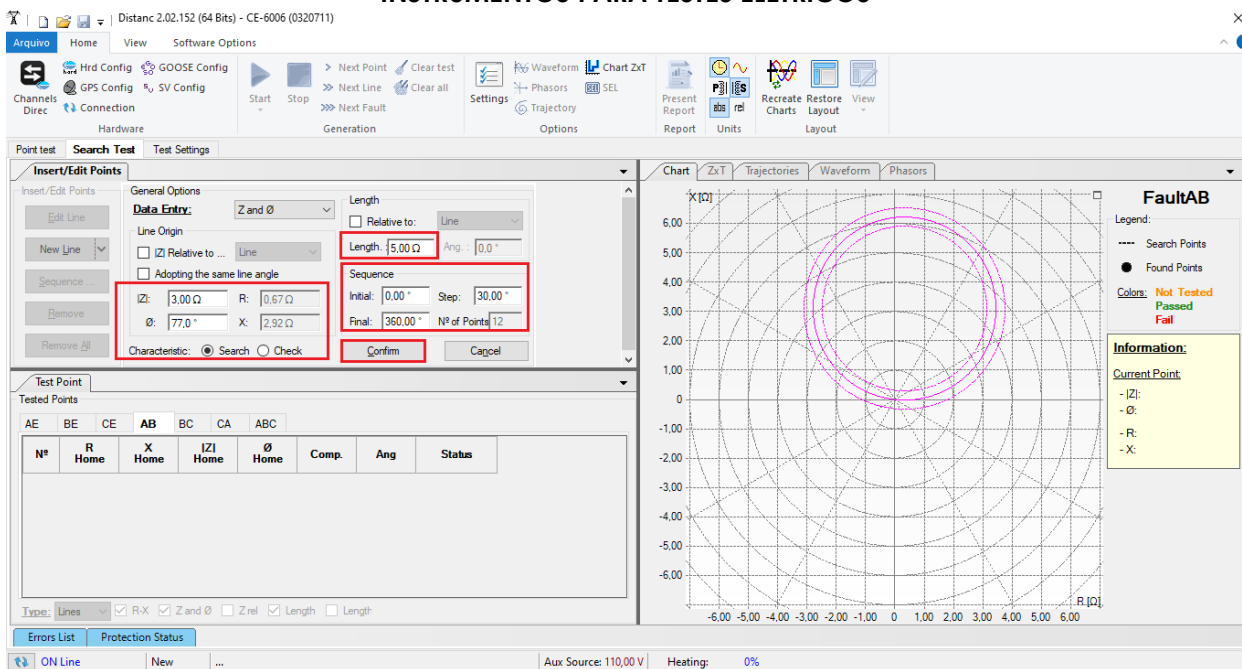 INSTRUMENTOS PARA TESTES ELÉTRICOS
Distanc 2.02.152 (64 Bits) - CE-6006 (0320711)
Arquivo Home View Software Options
Channels Direc
Hrd Config GOOSE Config
GPS Config SV Config
Connection
Hardware
Start Stop
Next Point Clear test
Next Line Clear all
Next Fault
Generation
Settings
Waveform Chart ZxT
Phasors SEL
Trajectory
Options
Present Report
Report
abs rel
Units
Recreate Charts
Restore Layout
View
Layout
Point test Search Test Test Settings
Insert/Edit Points
Insert/Edit Points
Edit Line
New Line
Sequence ...
Remove
Remove All
General Options
Data Entry: Z and Ø
Line Origin
|Z| Relative to ... Line
Adopting the same line angle
|Z|: 3,00 Ω R: 0,67 Ω
Ø: 77,0 ° X: 2,92 Ω
Characteristic: Search Check
Length
Relative to: Line
Length. : 5,00 Ω Ang. : 0,0 °
Sequence
Initial: 0,00 ° Step: 30,00 °
Final: 360,00 ° Nº of Points 12
Confirm Cancel
Test Point
Tested Points
AE BE CE AB BC CA ABC
Nº R Home X Home |Z| Home Ø Home Comp. Ang Status
Type: Lines R-X Z and Ø Z rel Length Length
Chart ZxT Trajectories Waveform Phasors
X [Ω]
6,00
5,00
4,00
3,00
2,00
1,00
0
-1,00
-2,00
-3,00
-4,00
-5,00
-6,00
R [Ω]
-6,00 -5,00 -4,00 -3,00 -2,00 -1,00 0 1,00 2,00 3,00 4,00 5,00 6,00
FaultAB
Legend:
Search Points
Found Points
Colors: Not Tested
Passed
Fail
Information:
Current Point:
- |Z|:
- Ø:
- R:
- X:
Errors List Protection Status
ON Line New ... Aux Source: 110,00 V Heating: 0%